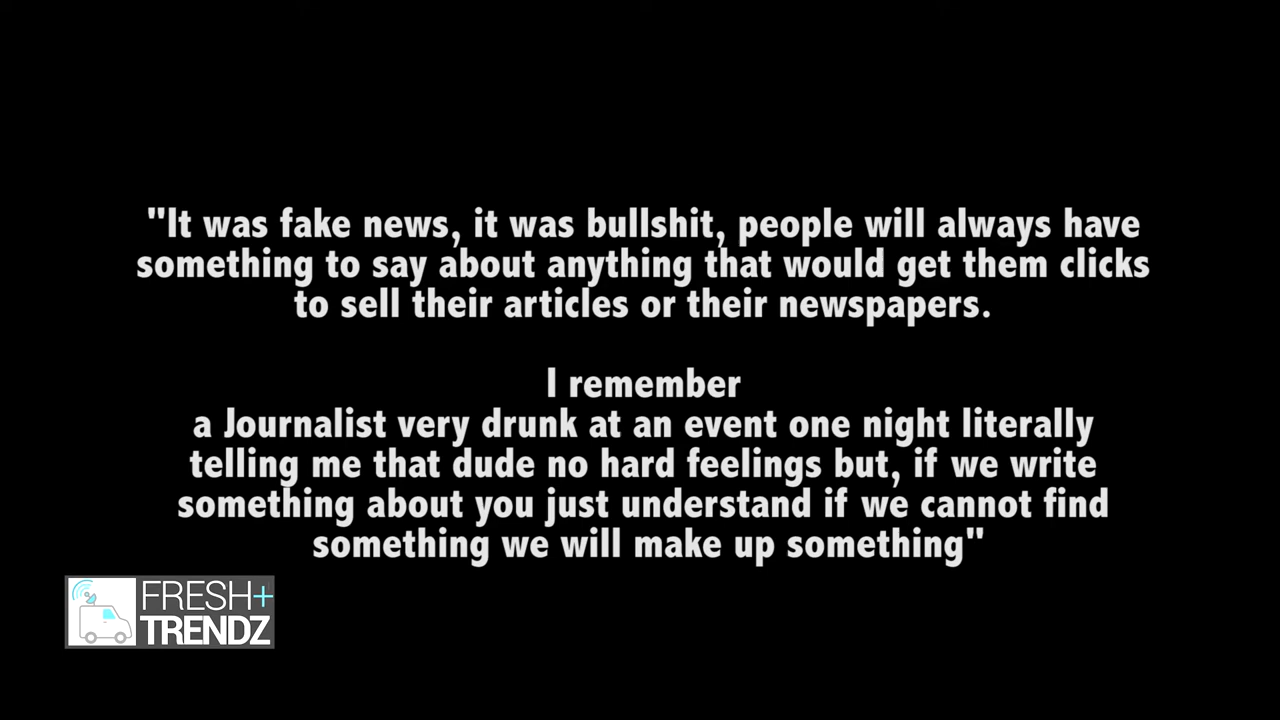 "It was fake news, it was bullshit, people will always have
something to say about anything that would get them clicks
to sell their articles or their newspapers.
I remember
a Journalist very drunk at an event one night literally
telling me that dude no hard feelings but, if we write
something about you just understand if we cannot find
something we will make up something"
FRESH+
TRENDZ